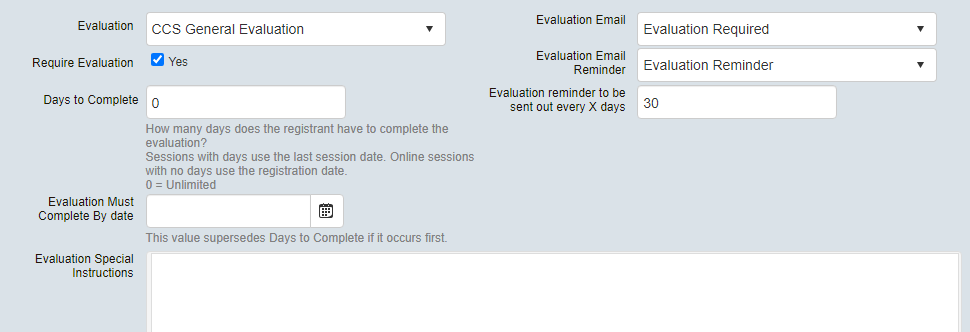 Evaluation
CCS General Evaluation
Evaluation Email
Evaluation Required
Require Evaluation
Yes
Evaluation Email
Reminder
Evaluation Reminder
Days to Complete
0
Evaluation reminder to be
sent out every X days
30
How many days does the registrant have to complete the
evaluation?
Sessions with days use the last session date. Online sessions
with no days use the registration date.
0 = Unlimited
Evaluation Must
Complete By date
This value supersedes Days to Complete if it occurs first.
Evaluation Special
Instructions